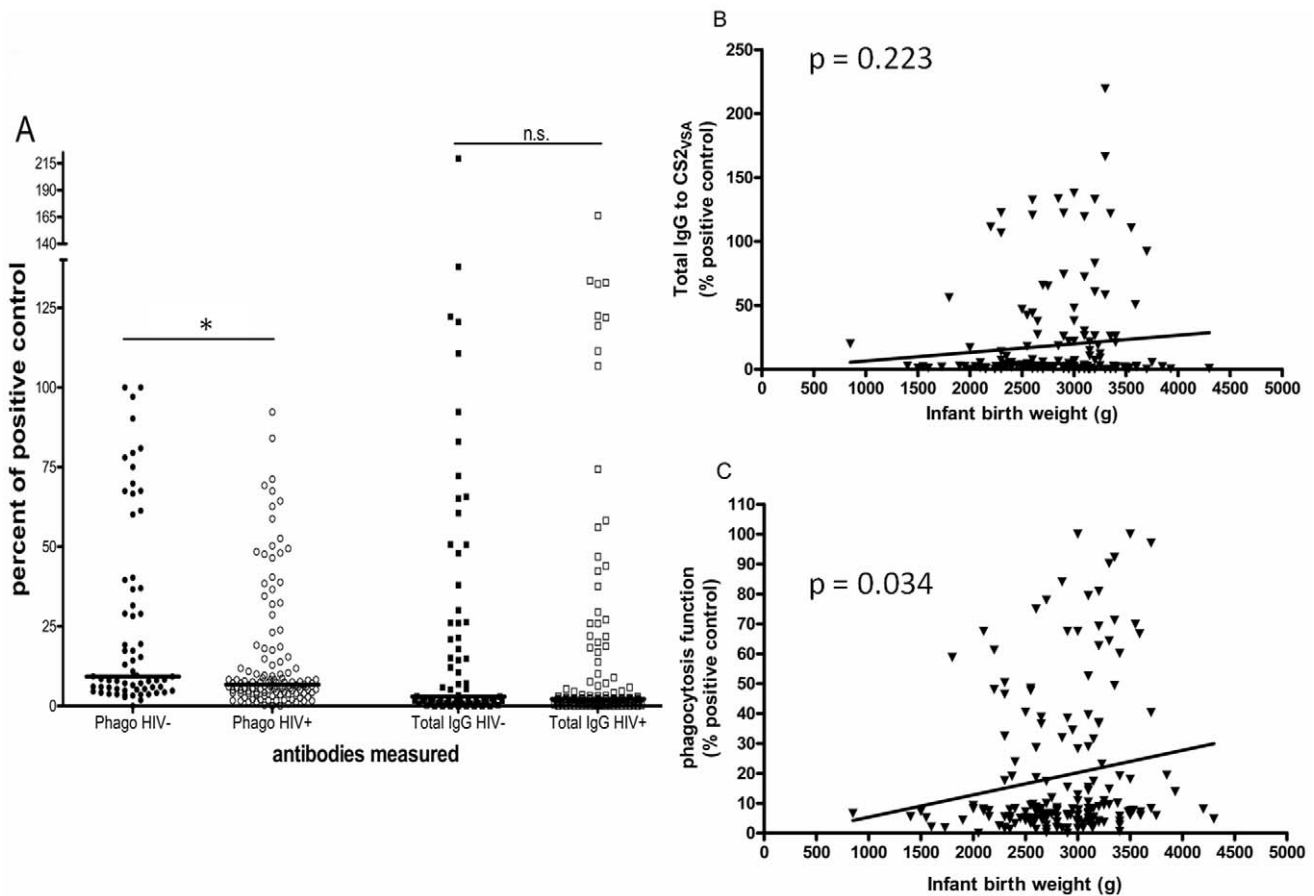 A
n.s.
*
215
190
165
140
125
100
75
50
25
0
percent of positive control
Phago HIV-
Phago HIV+
Total IgG HIV-
Total IgG HIV+
antibodies measured
B
p = 0.223
250
200
150
100
50
0
Total IgG to CS2VSA
(% positive control)
0 500 1000 1500 2000 2500 3000 3500 4000 4500 5000
Infant birth weight (g)
C
p = 0.034
110
100
90
80
70
60
50
40
30
20
10
0
phagocytosis function
(% positive control)
0 500 1000 1500 2000 2500 3000 3500 4000 4500 5000
Infant birth weight (g)